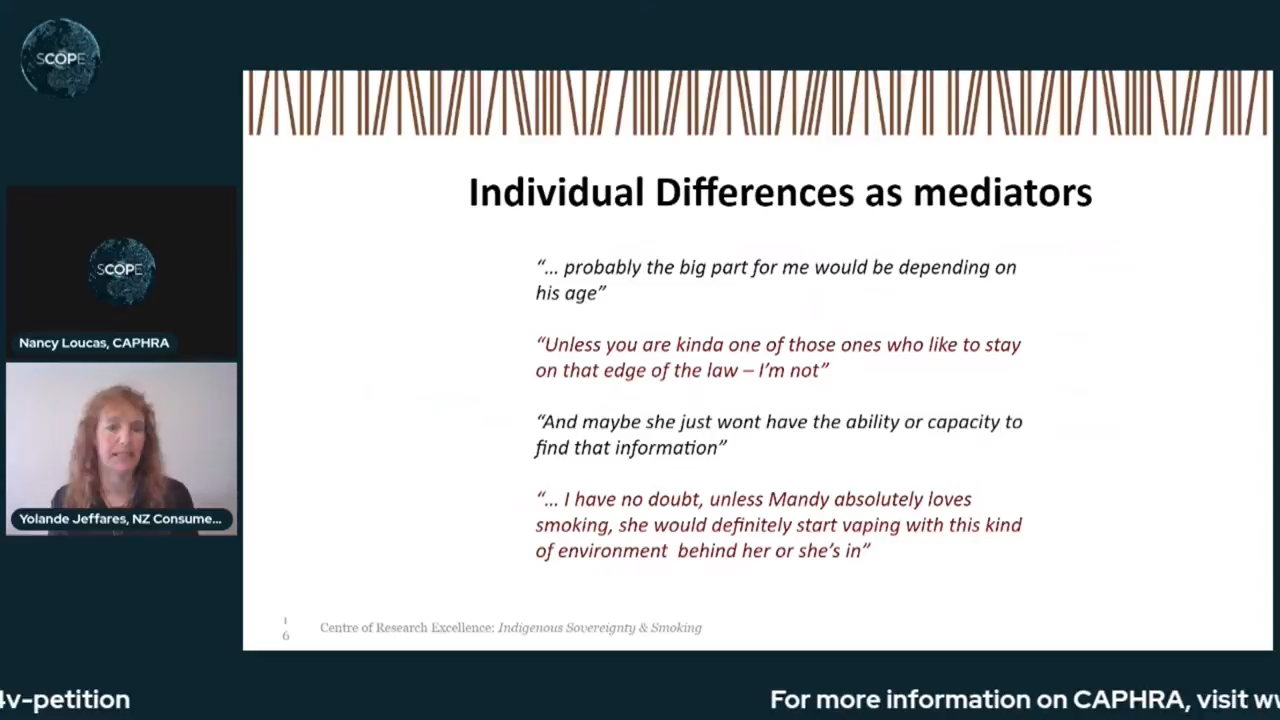 SCOPE
Individual Differences as mediators
“... probably the big part for me would be depending on
his age”
“Unless you are kinda one of those ones who like to stay
on that edge of the law – I’m not”
“And maybe she just wont have the ability or capacity to
find that information”
“... I have no doubt, unless Mandy absolutely loves
smoking, she would definitely start vaping with this kind
of environment behind her or she’s in”
1
6
Centre of Research Excellence: Indigenous Sovereignty & Smoking
SCOPE
Nancy Loucas, CAPHRA
Yolande Jeffares, NZ Consume...
4v-petition
For more information on CAPHRA, visit ww